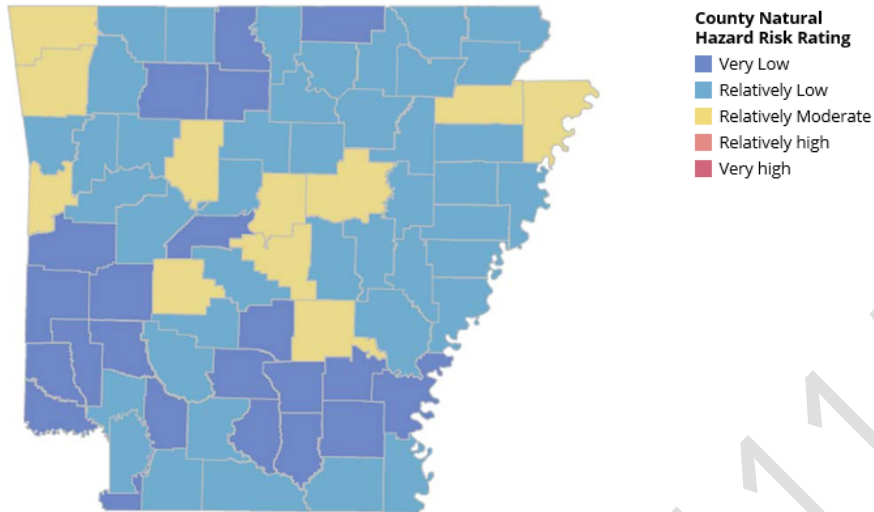 County Natural
Hazard Risk Rating
Very Low
Relatively Low
Relatively Moderate
Relatively high
Very high